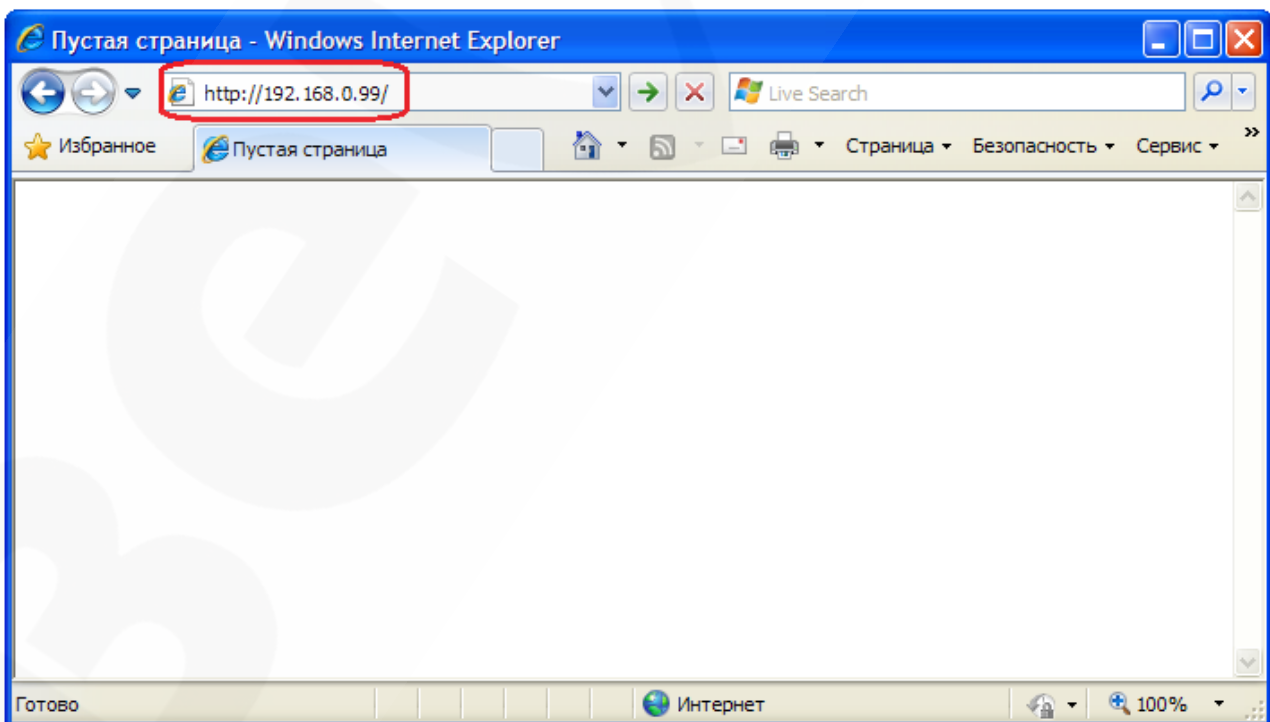 Пустая страница - Windows Internet Explorer
http://192.168.0.99/
Live Search
Избранное
Пустая страница
Страница
Безопасность
Сервис
»
Готово
Интернет
100%